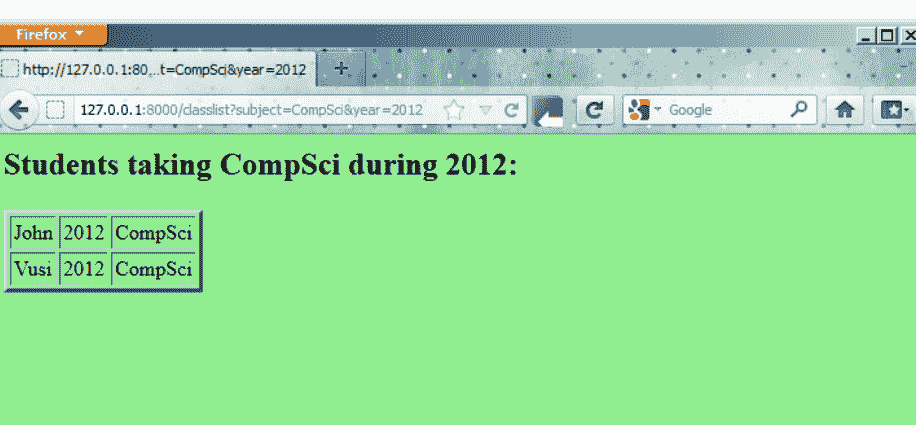 Firefox
http://127.0.0.1:80...t=CompSci&year=2012
127.0.0.1:8000/classlist?subject=CompSci&year=2012
Google
Students taking CompSci during 2012:
John 2012 CompSci
Vusi 2012 CompSci